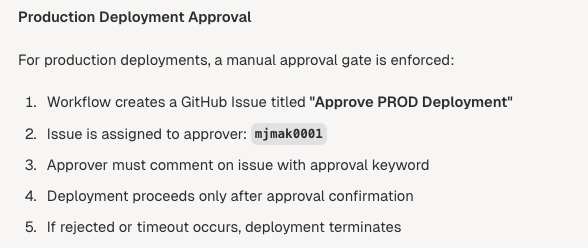 Production Deployment Approval
For production deployments, a manual approval gate is enforced:
1. Workflow creates a GitHub Issue titled "Approve PROD Deployment"
2. Issue is assigned to approver: mjmak0001
3. Approver must comment on issue with approval keyword
4. Deployment proceeds only after approval confirmation
5. If rejected or timeout occurs, deployment terminates